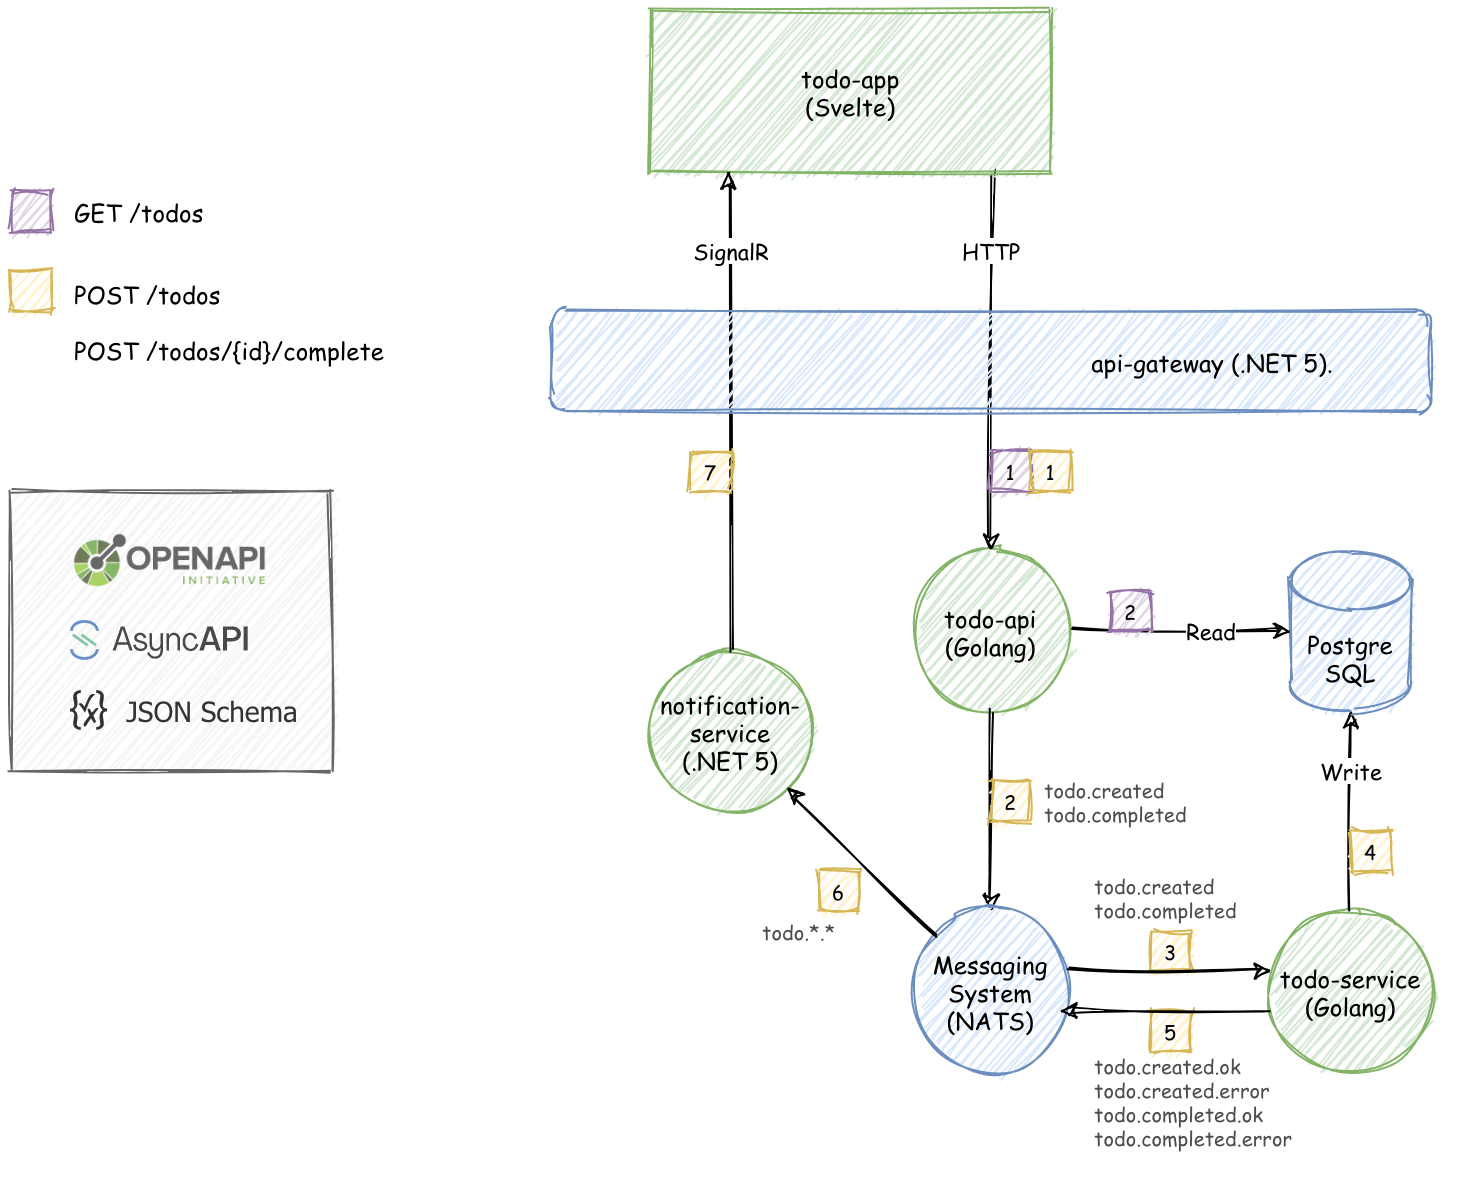 todo-app
(Svelte)
GET /todos
POST /todos
POST /todos/{id}/complete
SignalR
HTTP
api-gateway (.NET 5).
7
1
1
OPENAPI
INITIATIVE
AsyncAPI
JSON Schema
todo-api
(Golang)
2
Read
Postgre
SQL
notification-
service
(.NET 5)
2
todo.created
todo.completed
Write
4
6
todo.*.*
todo.created
todo.completed
3
Messaging
System
(NATS)
todo-service
(Golang)
5
todo.created.ok
todo.created.error
todo.completed.ok
todo.completed.error